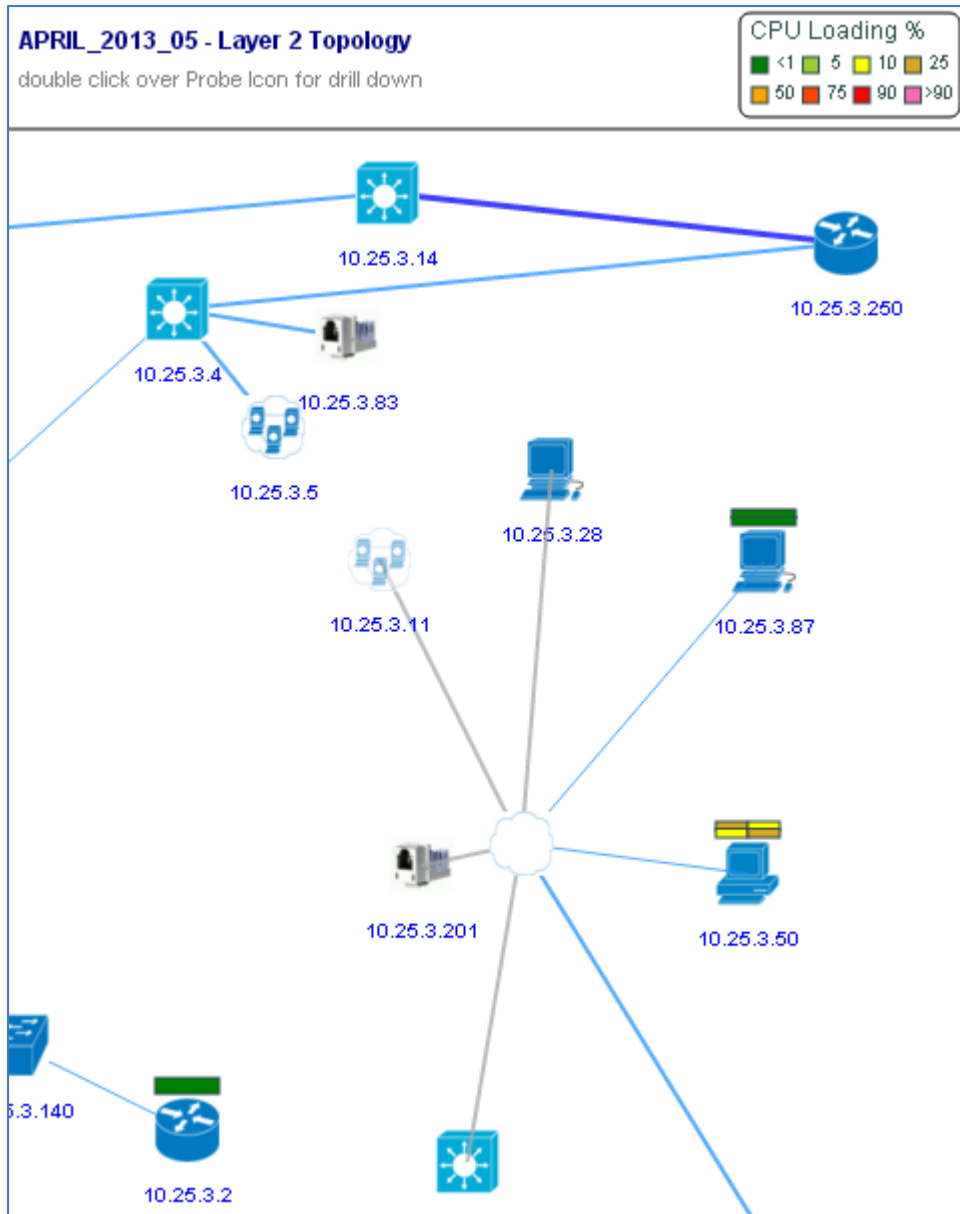 APRIL_2013_05 - Layer 2 Topology
double click over Probe Icon for drill down
CPU Loading %
<1 5 10 25
50 75 90 >90
10.25.3.14
10.25.3.250
10.25.3.4
10.25.3.83
10.25.3.5
10.25.3.28
10.25.3.11
10.25.3.87
10.25.3.201
10.25.3.50
5.3.140
10.25.3.2